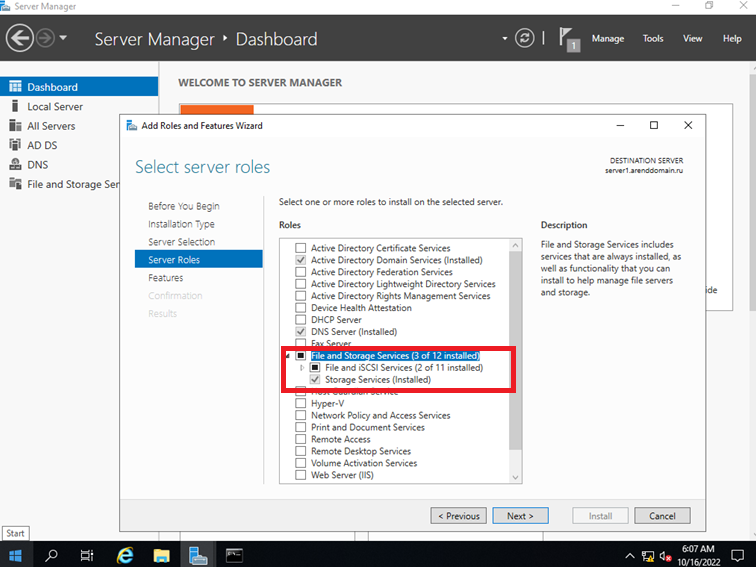 Server Manager
Server Manager · Dashboard
1
Manage Tools View Help
Dashboard
Local Server
All Servers
AD DS
DNS
File and Storage Ser
WELCOME TO SERVER MANAGER
Add Roles and Features Wizard
Select server roles
DESTINATION SERVER
server1.arenddomain.ru
Before You Begin
Installation Type
Server Selection
Server Roles
Features
Confirmation
Results
Select one or more roles to install on the selected server.
Roles
Active Directory Certificate Services
Active Directory Domain Services (Installed)
Active Directory Federation Services
Active Directory Lightweight Directory Services
Active Directory Rights Management Services
Device Health Attestation
DHCP Server
DNS Server (Installed)
Fax Server
File and Storage Services (3 of 12 installed)
File and iSCSI Services (2 of 11 installed)
Storage Services (Installed)
Host Guardian Service
Hyper-V
Network Policy and Access Services
Print and Document Services
Remote Access
Remote Desktop Services
Volume Activation Services
Web Server (IIS)
Description
File and Storage Services includes
services that are always installed, as
well as functionality that you can
install to help manage file servers
and storage.
ide
< Previous Next > Install Cancel
Start
6:07 AM
10/16/2022